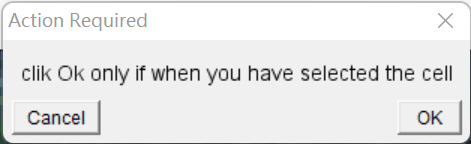 Action Required
clik Ok only if when you have selected the cell
Cancel OK